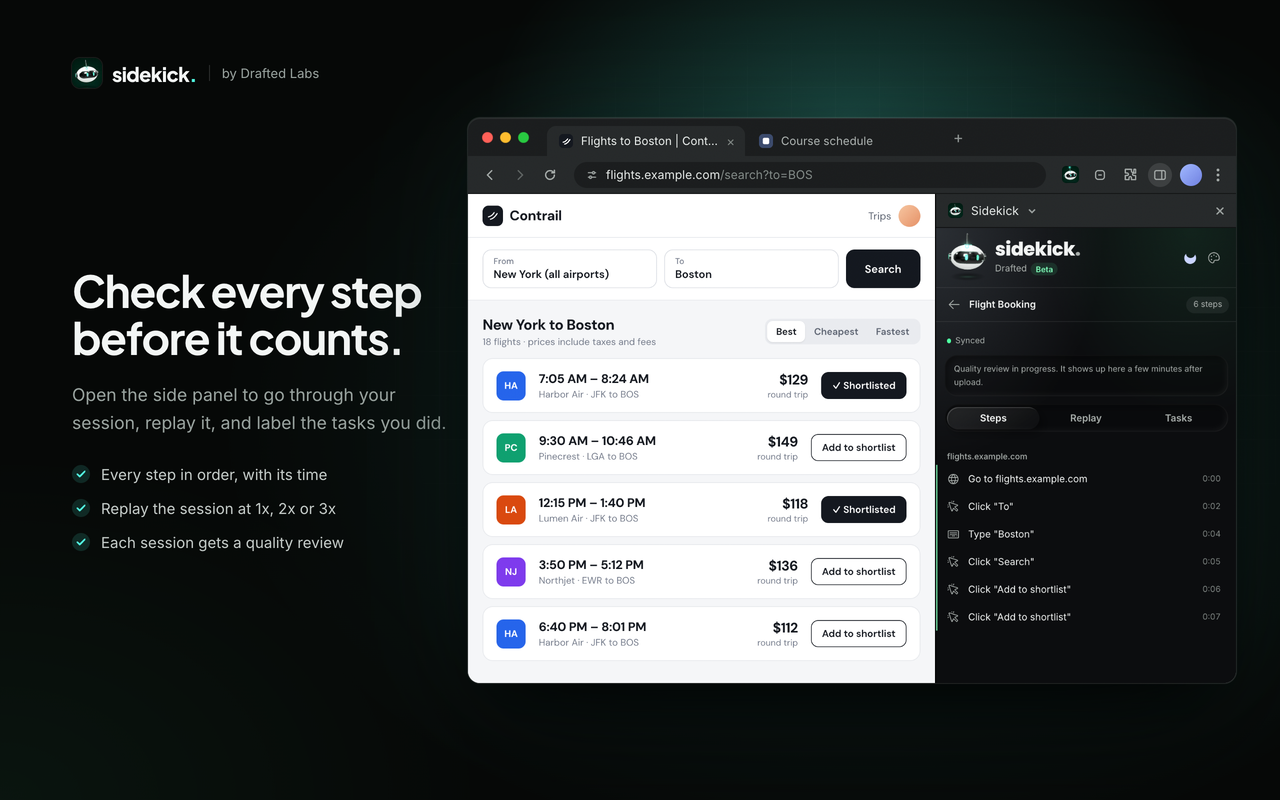 sidekick.
by Drafted Labs
Check every step
before it counts.
Open the side panel to go through your
session, replay it, and label the tasks you did.
Every step in order, with its time
Replay the session at 1x, 2x or 3x
Each session gets a quality review
Flights to Boston | Cont...
Course schedule
flights.example.com/search?to=BOS
Contrail
Trips
From
New York (all airports)
To
Boston
Search
New York to Boston
18 flights · prices include taxes and fees
Best
Cheapest
Fastest
HA
7:05 AM – 8:24 AM
Harbor Air · JFK to BOS
$129
round trip
✓ Shortlisted
PC
9:30 AM – 10:46 AM
Pinecrest · LGA to BOS
$149
round trip
Add to shortlist
LA
12:15 PM – 1:40 PM
Lumen Air · JFK to BOS
$118
round trip
✓ Shortlisted
NJ
3:50 PM – 5:12 PM
Northjet · EWR to BOS
$136
round trip
Add to shortlist
HA
6:40 PM – 8:01 PM
Harbor Air · JFK to BOS
$112
round trip
Add to shortlist
Sidekick
sidekick.
Drafted
Beta
Flight Booking
6 steps
Synced
Quality review in progress. It shows up here a few minutes after
upload.
Steps
Replay
Tasks
flights.example.com
Go to flights.example.com 0:00
Click "To" 0:02
Type "Boston" 0:04
Click "Search" 0:05
Click "Add to shortlist" 0:06
Click "Add to shortlist" 0:07